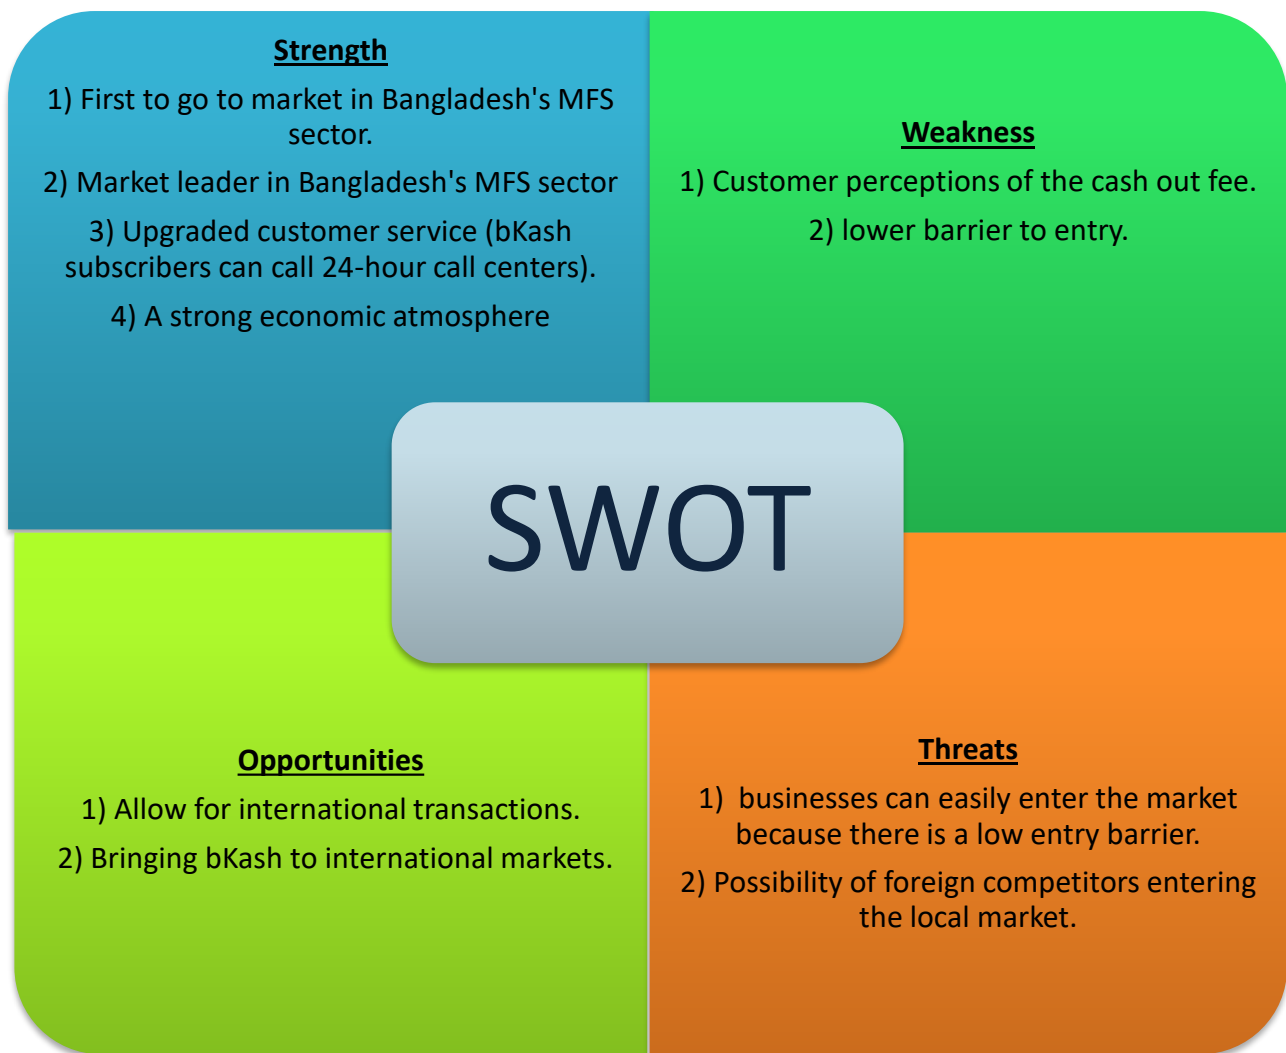 Strength
1) First to go to market in Bangladesh's MFS
sector.
2) Market leader in Bangladesh's MFS sector
3) Upgraded customer service (bKash
subscribers can call 24-hour call centers).
4) A strong economic atmosphere
Weakness
1) Customer perceptions of the cash out fee.
2) lower barrier to entry.
SWOT
Opportunities
1) Allow for international transactions.
2) Bringing bKash to international markets.
Threats
1) businesses can easily enter the market
because there is a low entry barrier.
2) Possibility of foreign competitors entering
the local market.